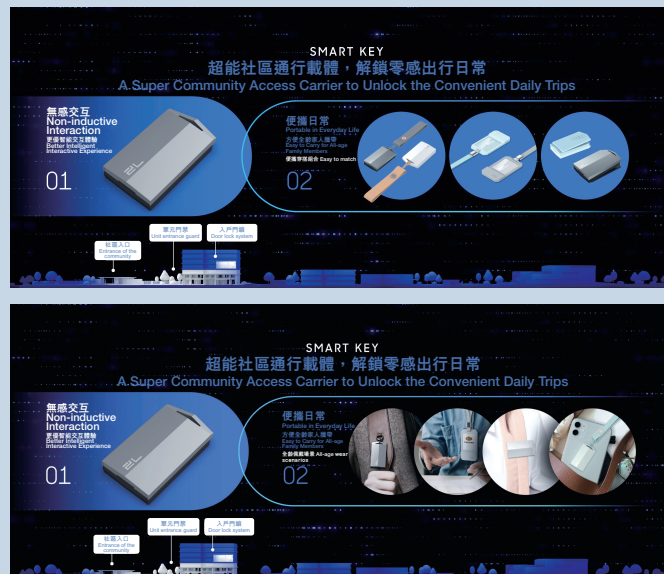 SMART KEY
超能社區通行載體，解鎖零感出行日常
A Super Community Access Carrier to Unlock the Convenient Daily Trips
無感交互
Non-inductive
Interaction
更優智能交互體驗
Better Intelligent
Interactive Experience
01
2L
便攜日常
Portable in Everyday Life
方便全齡家人攜帶
Easy to Carry for All-age
Family Members
便攜穿搭組合 Easy to match
02
社區入口
Entrance of the
community
單元門禁
Unit entrance guard
入戶門鎖
Door lock system
SMART KEY
超能社區通行載體，解鎖零感出行日常
A Super Community Access Carrier to Unlock the Convenient Daily Trips
無感交互
Non-inductive
Interaction
更優智能交互體驗
Better Intelligent
Interactive Experience
01
2L
便攜日常
Portable in Everyday Life
方便全齡家人攜帶
Easy to Carry for All-age
Family Members
全齡佩戴場景 All-age wear
scenarios
02
社區入口
Entrance of the
community
單元門禁
Unit entrance guard
入戶門鎖
Door lock system